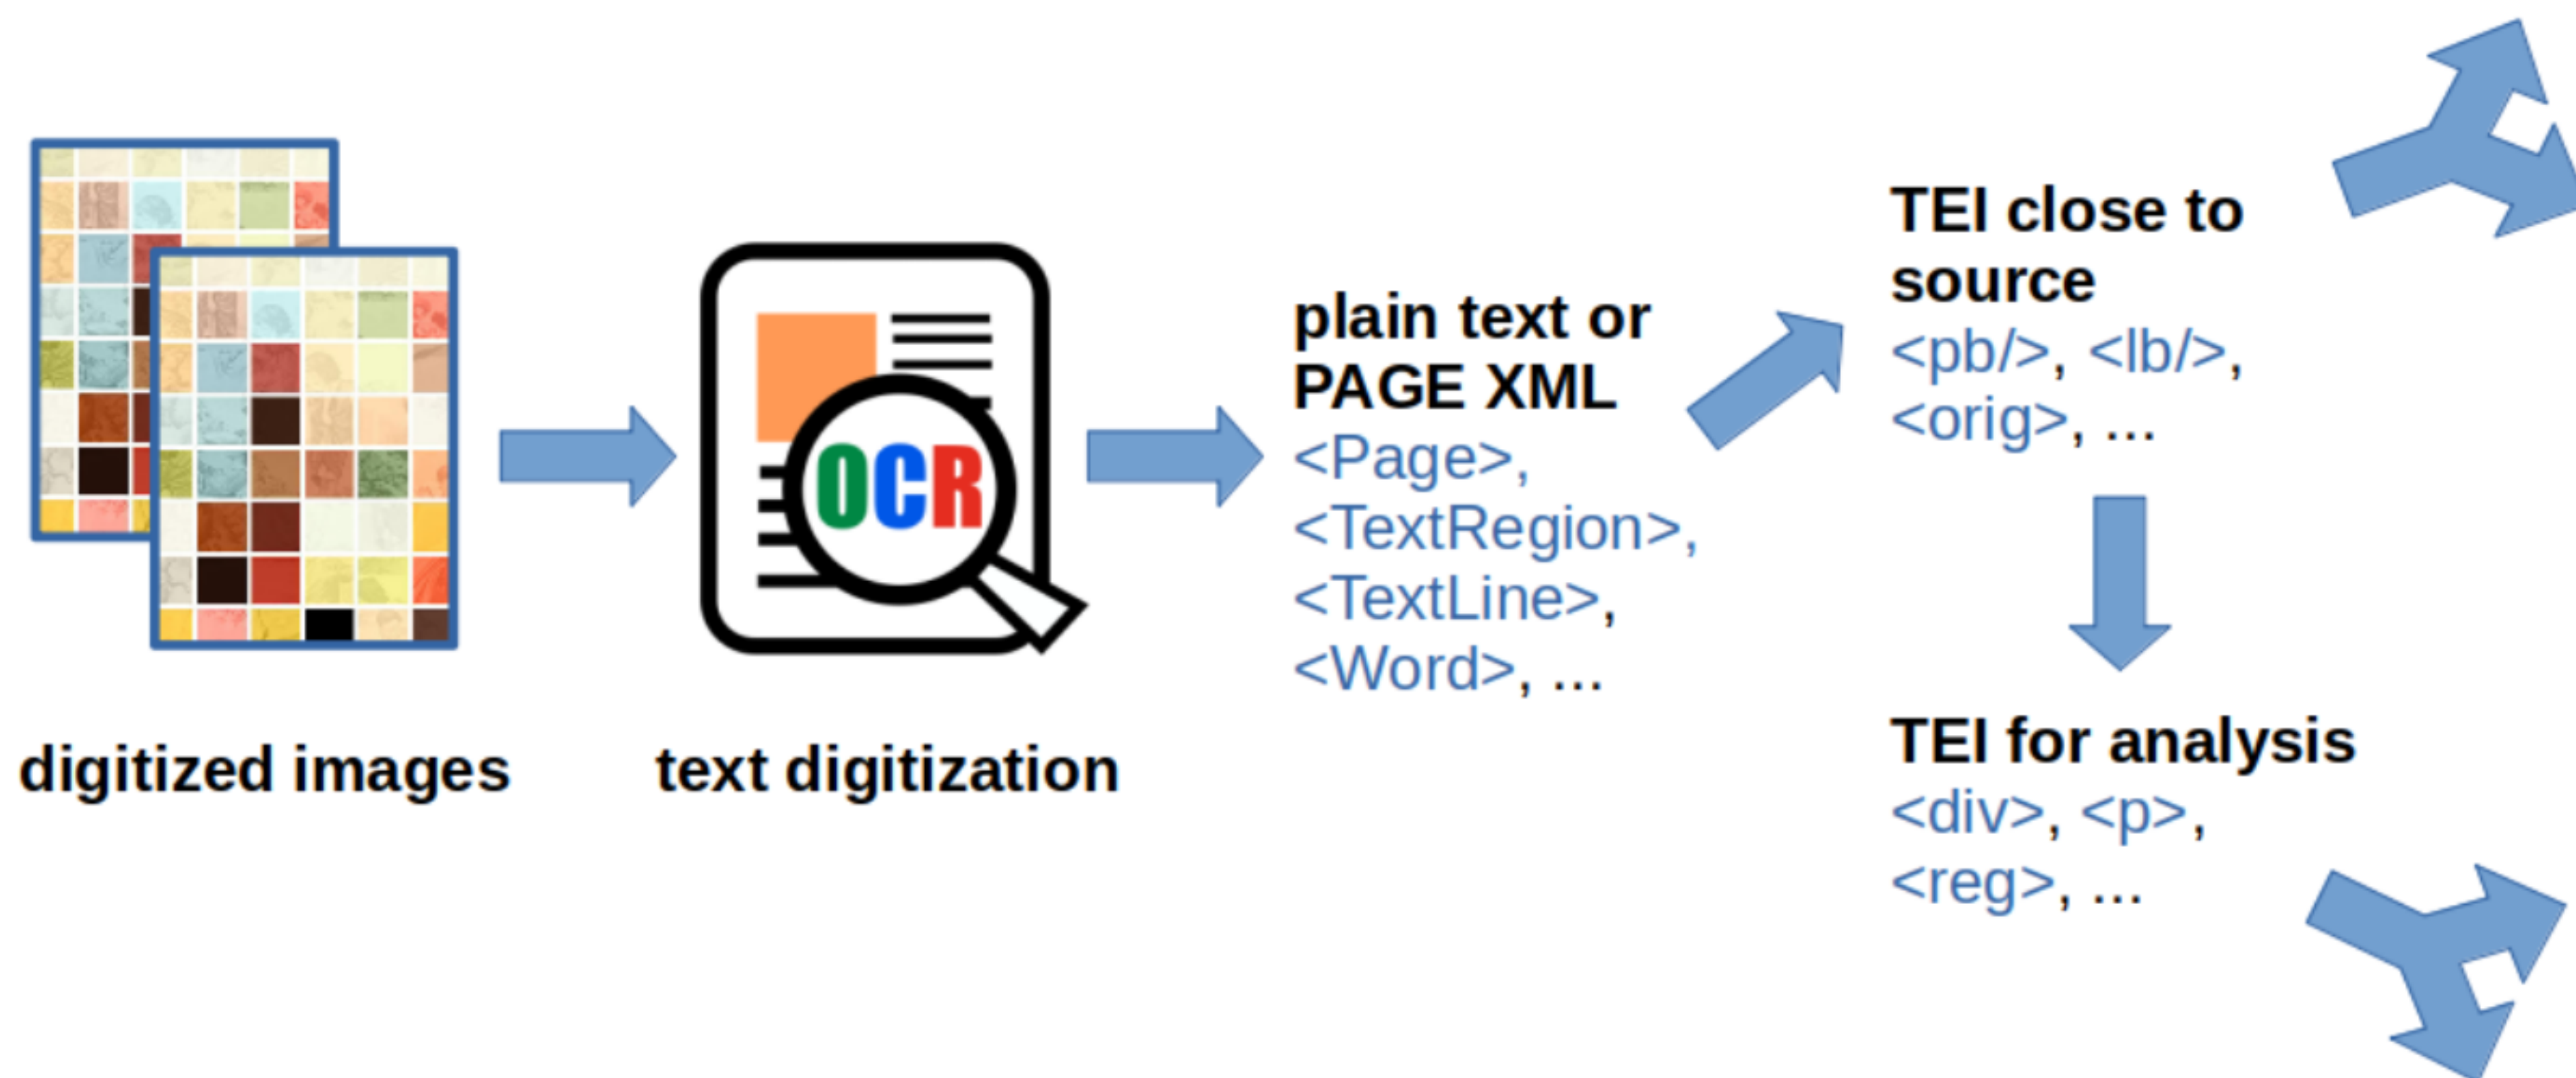 digitized images
OCR
text digitization
plain text or
PAGE XML
<Page>,
<TextRegion>,
<TextLine>,
<Word>, ...
TEI close to
source
<pb/>, <lb/>,
<orig>, ...
TEI for analysis
<div>, <p>,
<reg>, ...